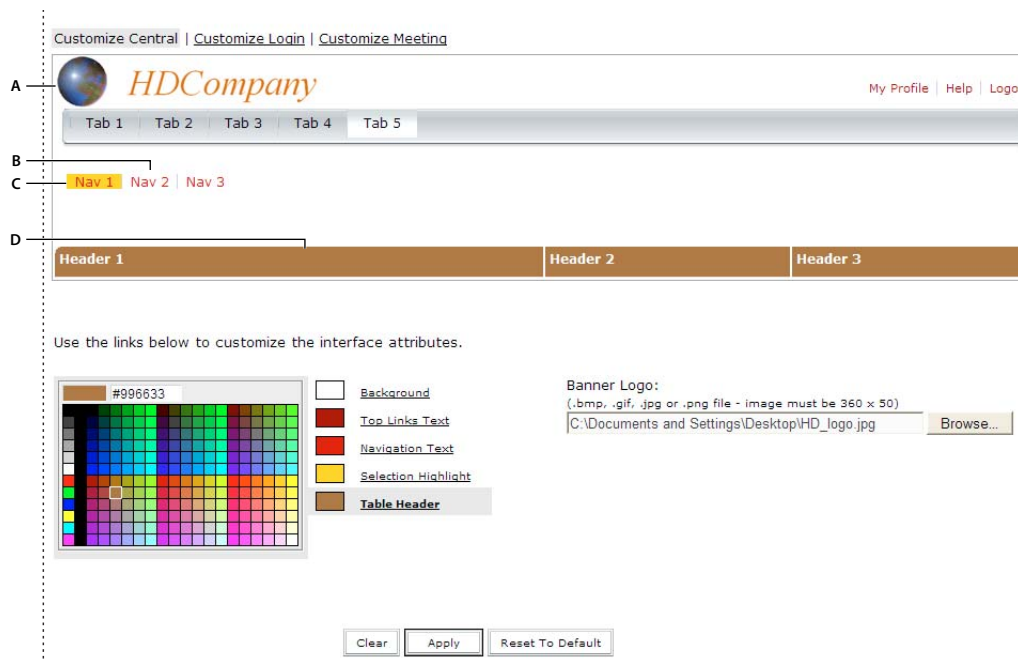 Customize Central | Customize Login | Customize Meeting
A
HDCompany
My Profile | Help | Logo
Tab 1 Tab 2 Tab 3 Tab 4 Tab 5
B
C
Nav 1 Nav 2 Nav 3
D
Header 1 Header 2 Header 3
Use the links below to customize the interface attributes.
#996633
Background
Top Links Text
Navigation Text
Selection Highlight
Table Header
Banner Logo:
(.bmp, .gif, .jpg or .png file - image must be 360 x 50)
C:\Documents and Settings\Desktop\HD_logo.jpg Browse...
Clear Apply Reset To Default